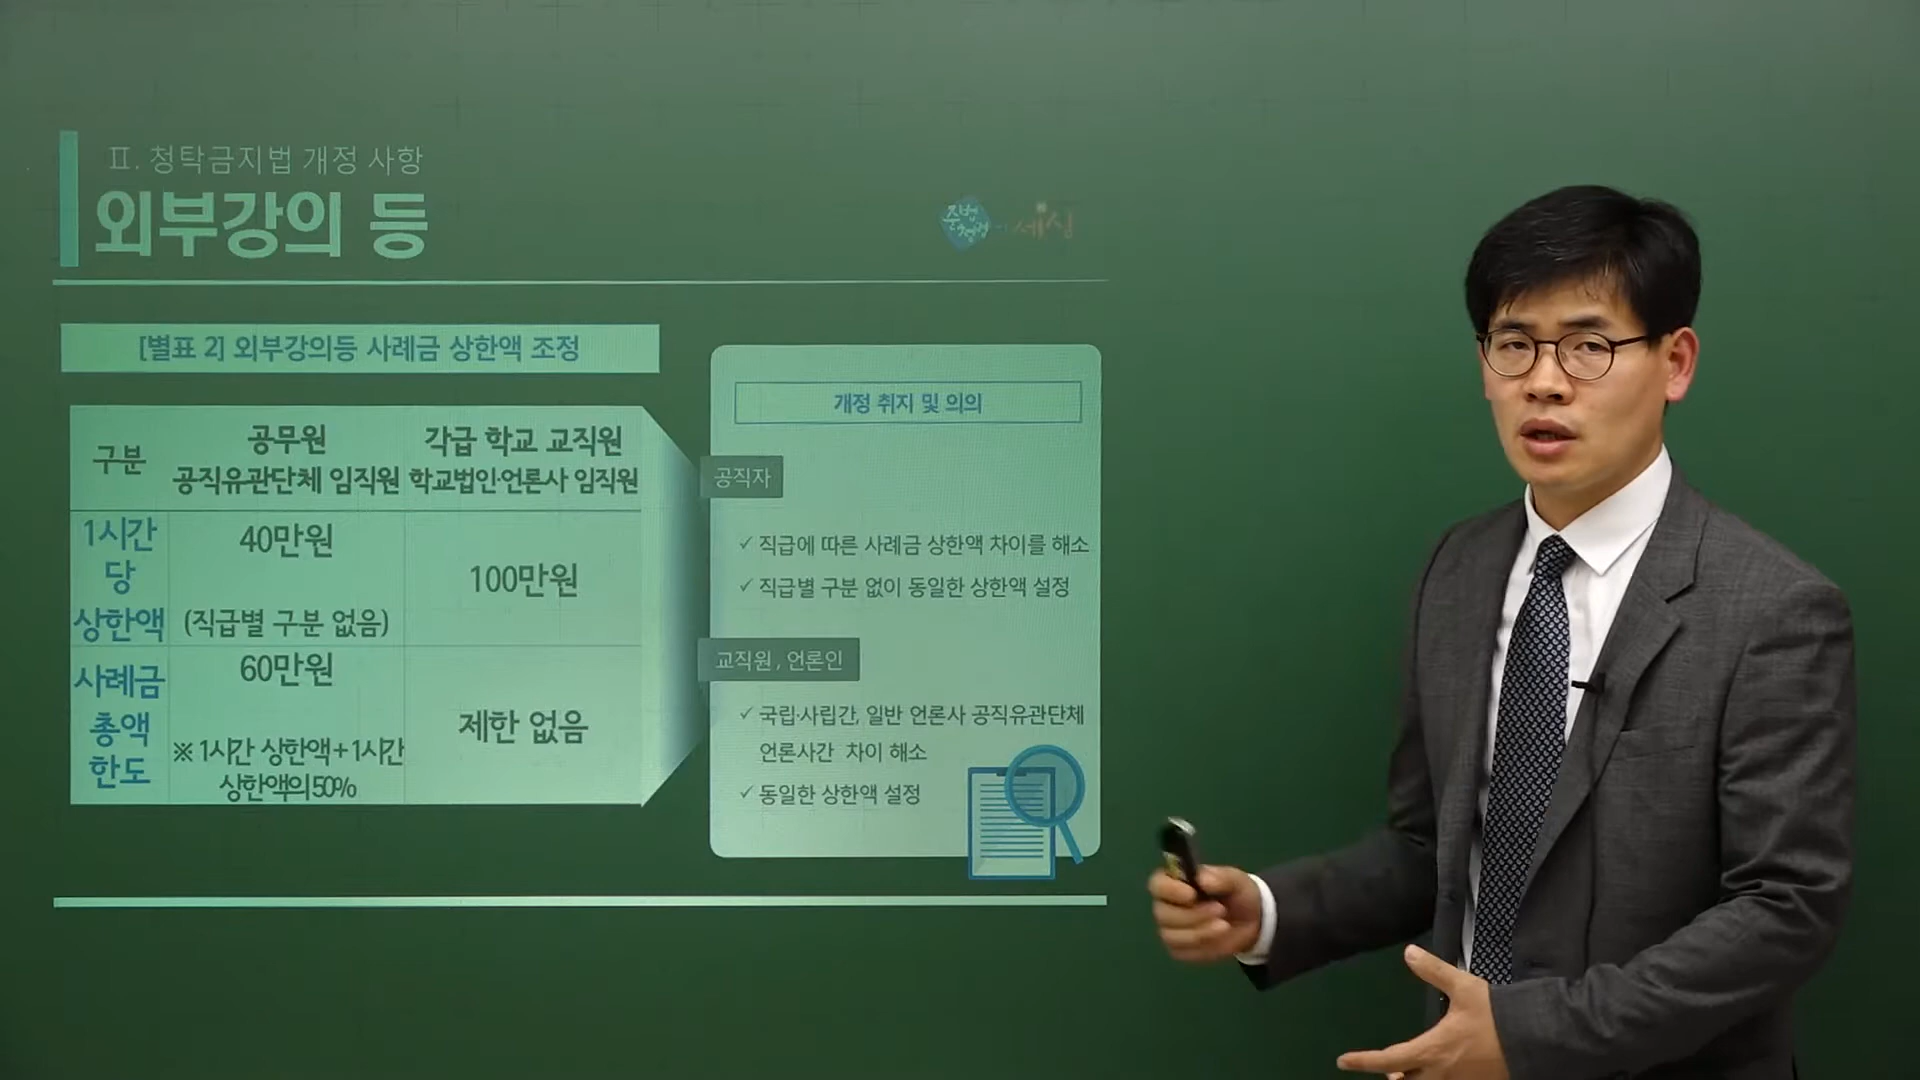 Ⅱ. 청탁금지법 개정 사항
외부강의 등
[별표 2] 외부강의등 사례금 상한액 조정
구분
공무원
공직유관단체 임직원
각급 학교 교직원
학교법인·언론사 임직원
1시간
당
상한액
40만원
(직급별 구분 없음)
100만원
사례금
총액
한도
60만원
※ 1시간 상한액 + 1시간
상한액의 50%
제한 없음
개정 취지 및 의의
공직자
✓ 직급에 따른 사례금 상한액 차이를 해소
✓ 직급별 구분 없이 동일한 상한액 설정
교직원, 언론인
✓ 국립·사립간, 일반 언론사 공직유관단체
언론사간 차이 해소
✓ 동일한 상한액 설정